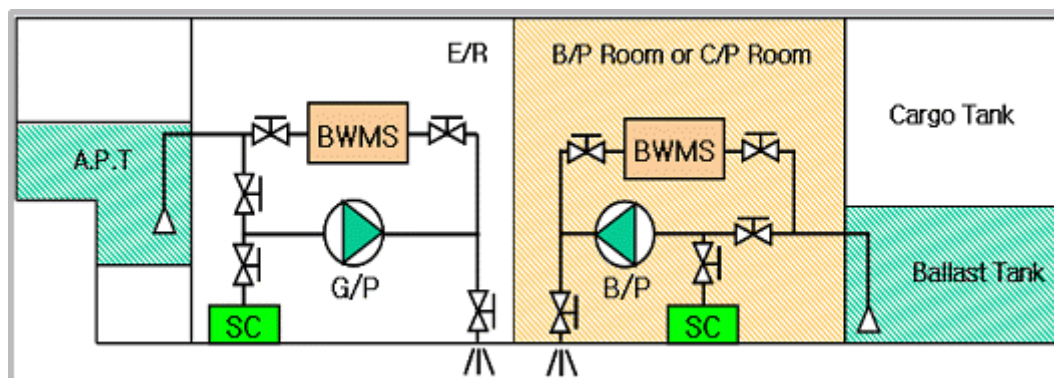 E/R
B/P Room or C/P Room
Cargo Tank
A.P.T
BWMS
BWMS
G/P
B/P
Ballast Tank
SC
SC